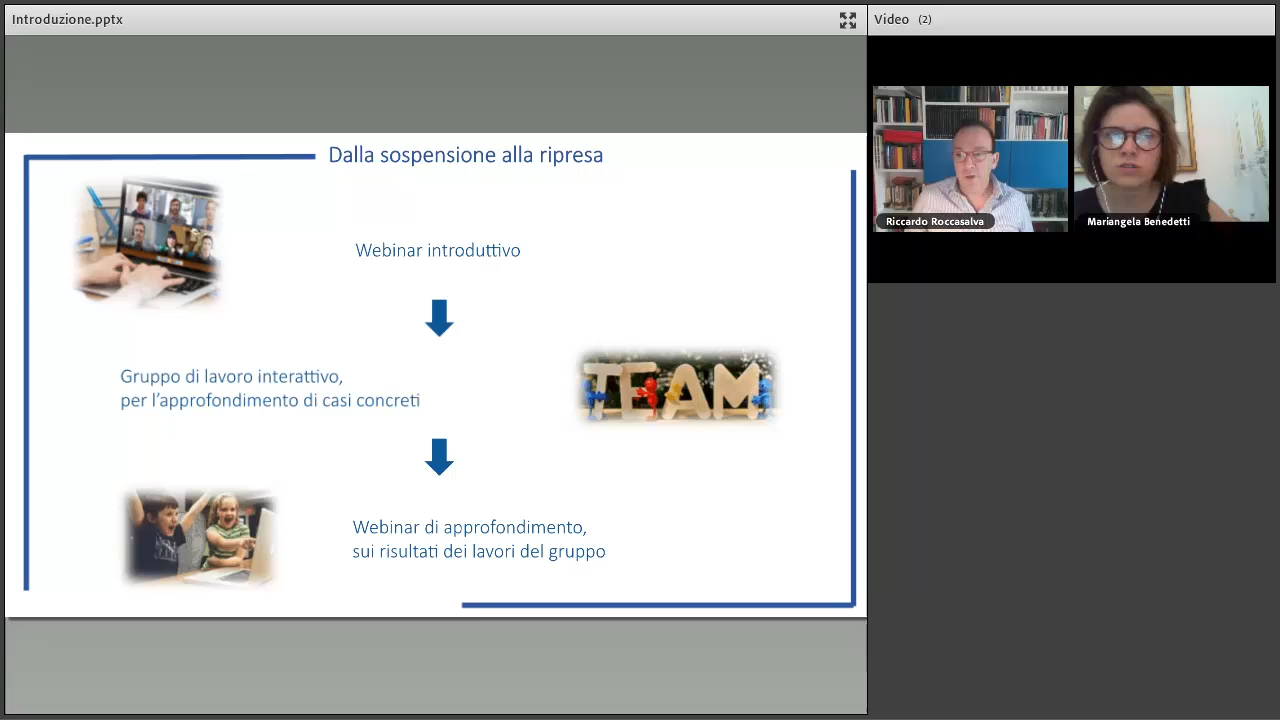 Introduzione.pptx
Video (2)
Riccardo Roccasalva
Mariangela Benedetti
Dalla sospensione alla ripresa
Webinar introduttivo
Gruppo di lavoro interattivo,
per l'approfondimento di casi concreti
TEAM
Webinar di approfondimento,
sui risultati dei lavori del gruppo